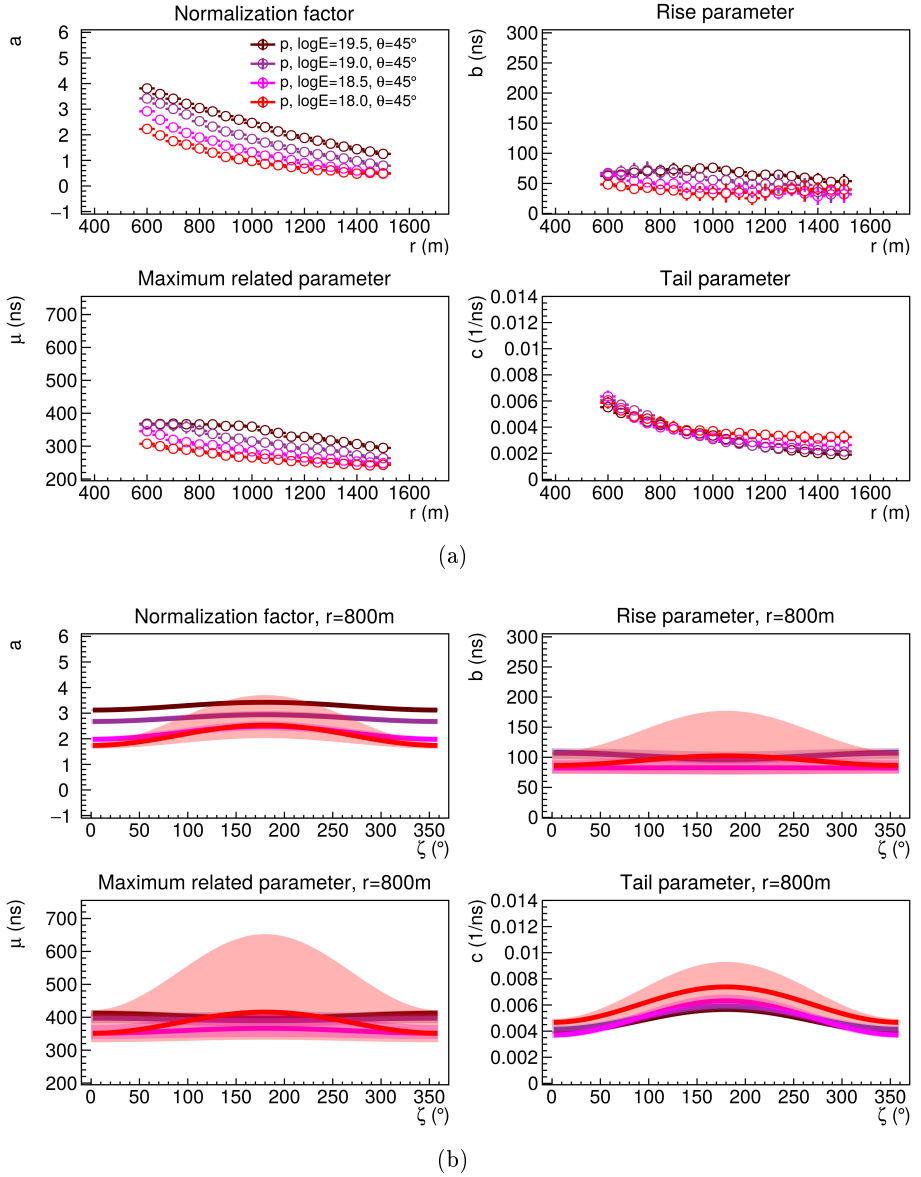 Normalization factor
a
6
5
4
3
2
1
0
−1
p, logE=19.5, θ=45°
p, logE=19.0, θ=45°
p, logE=18.5, θ=45°
p, logE=18.0, θ=45°
400 600 800 1000 1200 1400 1600
r (m)
Rise parameter
b (ns)
300
250
200
150
100
50
0
400 600 800 1000 1200 1400 1600
r (m)
Maximum related parameter
μ (ns)
700
600
500
400
300
200
400 600 800 1000 1200 1400 1600
r (m)
Tail parameter
c (1/ns)
0.014
0.012
0.01
0.008
0.006
0.004
0.002
0
400 600 800 1000 1200 1400 1600
r (m)
(a)
Normalization factor, r=800m
a
6
5
4
3
2
1
0
−1
0 50 100 150 200 250 300 350
ζ (°)
Rise parameter, r=800m
b (ns)
300
250
200
150
100
50
0
0 50 100 150 200 250 300 350
ζ (°)
Maximum related parameter, r=800m
μ (ns)
700
600
500
400
300
200
0 50 100 150 200 250 300 350
ζ (°)
Tail parameter, r=800m
c (1/ns)
0.014
0.012
0.01
0.008
0.006
0.004
0.002
0
0 50 100 150 200 250 300 350
ζ (°)
(b)